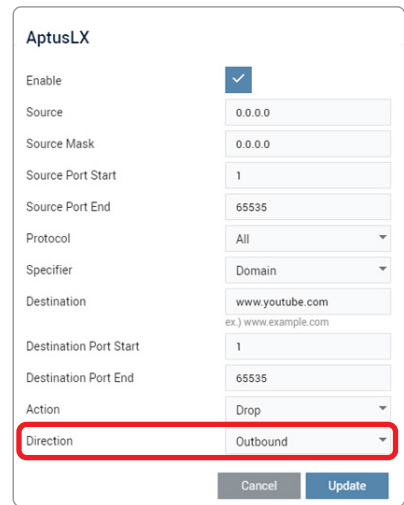 AptusLX
Enable
Source 0.0.0.0
Source Mask 0.0.0.0
Source Port Start 1
Source Port End 65535
Protocol All
Specifier Domain
Destination www.youtube.com
ex.) www.example.com
Destination Port Start 1
Destination Port End 65535
Action Drop
Direction Outbound
Cancel Update